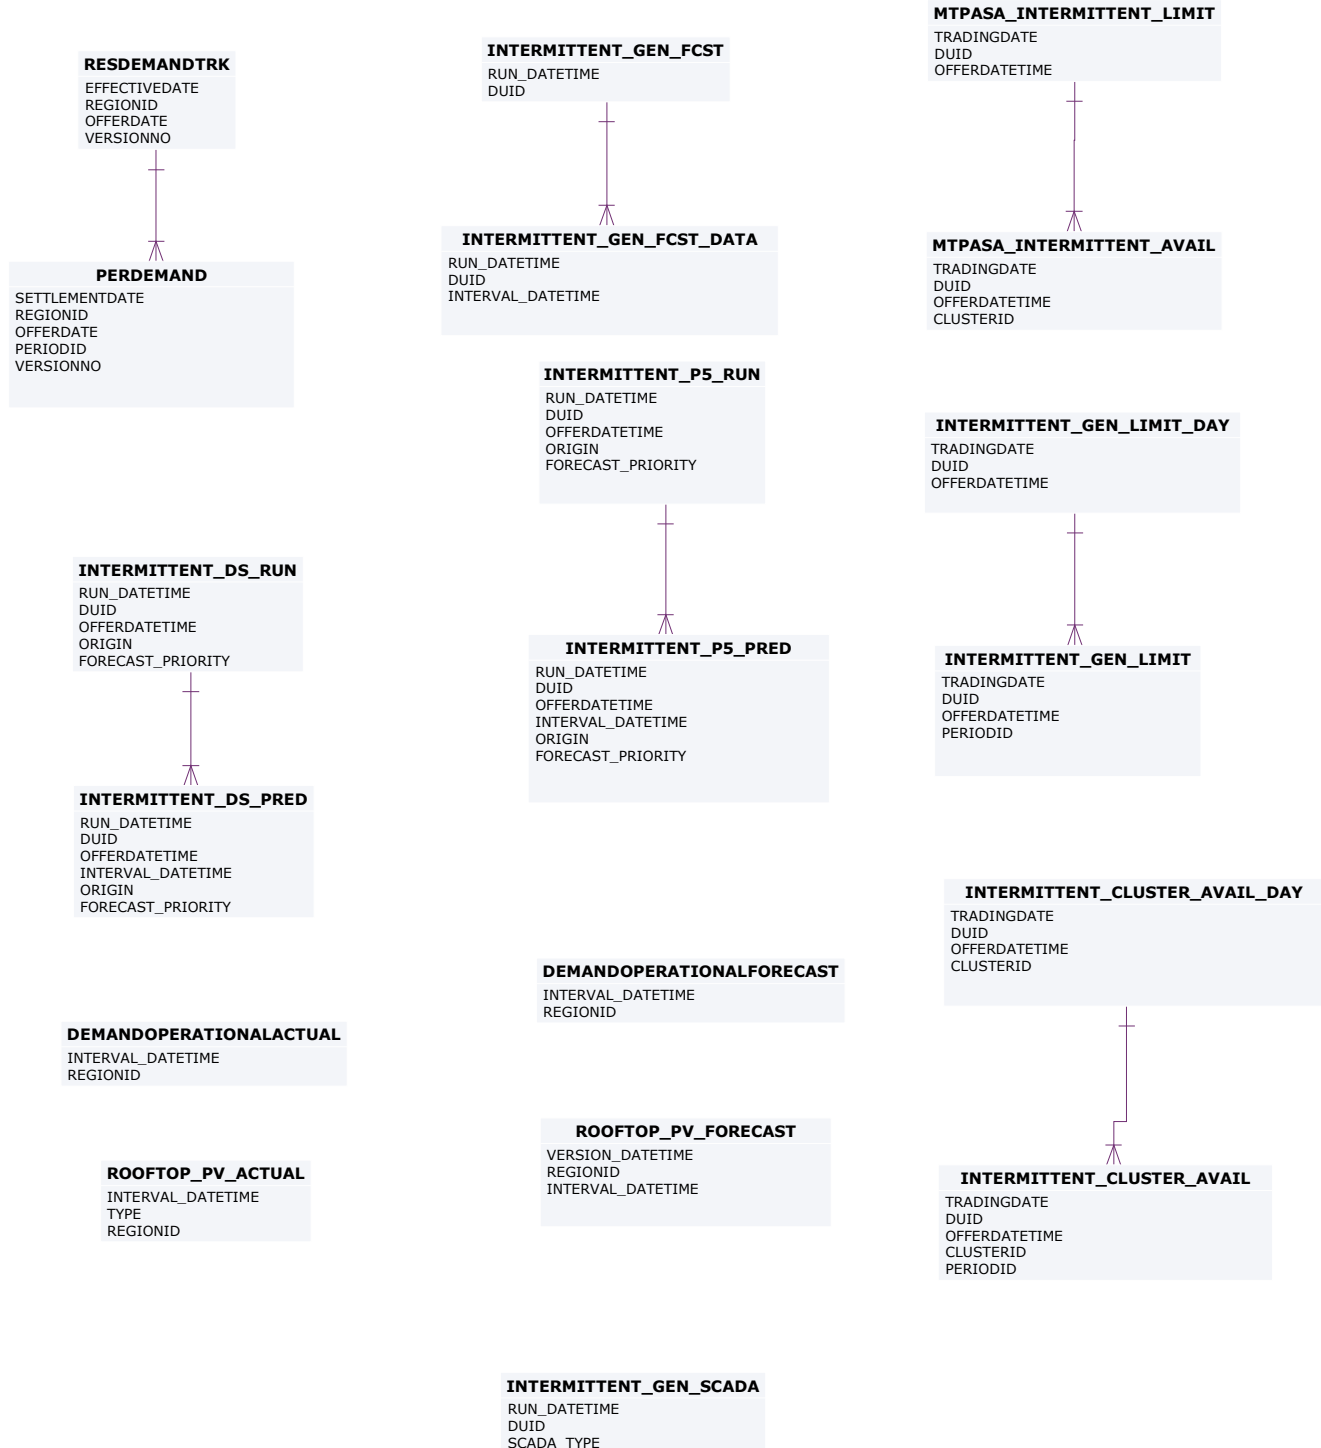 RESDEMANDTRK
EFFECTIVEDATE
REGIONID
OFFERDATE
VERSIONNO
PERDEMAND
SETTLEMENTDATE
REGIONID
OFFERDATE
PERIODID
VERSIONNO
INTERMITTENT_GEN_FCST
RUN_DATETIME
DUID
INTERMITTENT_GEN_FCST_DATA
RUN_DATETIME
DUID
INTERVAL_DATETIME
MTPASA_INTERMITTENT_LIMIT
TRADINGDATE
DUID
OFFERDATETIME
MTPASA_INTERMITTENT_AVAIL
TRADINGDATE
DUID
OFFERDATETIME
CLUSTERID
INTERMITTENT_P5_RUN
RUN_DATETIME
DUID
OFFERDATETIME
ORIGIN
FORECAST_PRIORITY
INTERMITTENT_P5_PRED
RUN_DATETIME
DUID
OFFERDATETIME
INTERVAL_DATETIME
ORIGIN
FORECAST_PRIORITY
INTERMITTENT_GEN_LIMIT_DAY
TRADINGDATE
DUID
OFFERDATETIME
INTERMITTENT_GEN_LIMIT
TRADINGDATE
DUID
OFFERDATETIME
PERIODID
INTERMITTENT_DS_RUN
RUN_DATETIME
DUID
OFFERDATETIME
ORIGIN
FORECAST_PRIORITY
INTERMITTENT_DS_PRED
RUN_DATETIME
DUID
OFFERDATETIME
INTERVAL_DATETIME
ORIGIN
FORECAST_PRIORITY
INTERMITTENT_CLUSTER_AVAIL_DAY
TRADINGDATE
DUID
OFFERDATETIME
CLUSTERID
INTERMITTENT_CLUSTER_AVAIL
TRADINGDATE
DUID
OFFERDATETIME
CLUSTERID
PERIODID
DEMANDOPERATIONALFORECAST
INTERVAL_DATETIME
REGIONID
DEMANDOPERATIONALACTUAL
INTERVAL_DATETIME
REGIONID
ROOFTOP_PV_FORECAST
VERSION_DATETIME
REGIONID
INTERVAL_DATETIME
ROOFTOP_PV_ACTUAL
INTERVAL_DATETIME
TYPE
REGIONID
INTERMITTENT_GEN_SCADA
RUN_DATETIME
DUID
SCADA_TYPE